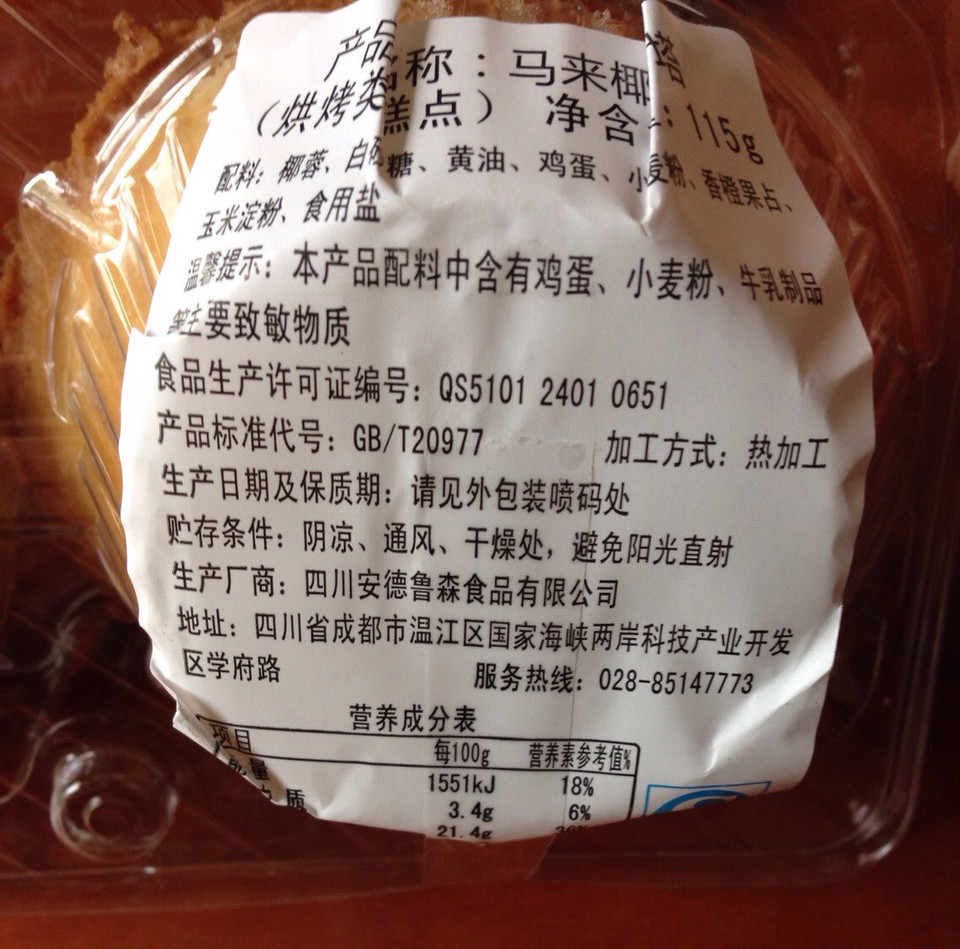 产品名称：马来椰塔
（烘烤类糕点） 净含量：115g
配料：椰蓉、白砂糖、黄油、鸡蛋、小麦粉、香橙果占、
玉米淀粉、食用盐
温馨提示：本产品配料中含有鸡蛋、小麦粉、牛乳制品
等主要致敏物质
食品生产许可证编号：QS5101 2401 0651
产品标准代号：GB/T20977 加工方式：热加工
生产日期及保质期：请见外包装喷码处
贮存条件：阴凉、通风、干燥处，避免阳光直射
生产厂商：四川安德鲁森食品有限公司
地址：四川省成都市温江区国家海峡两岸科技产业开发
区学府路 服务热线：028-85147773
营养成分表
项目 每100g 营养素参考值%
能量 1551kJ 18%
质 3.4g 6%
21.4g